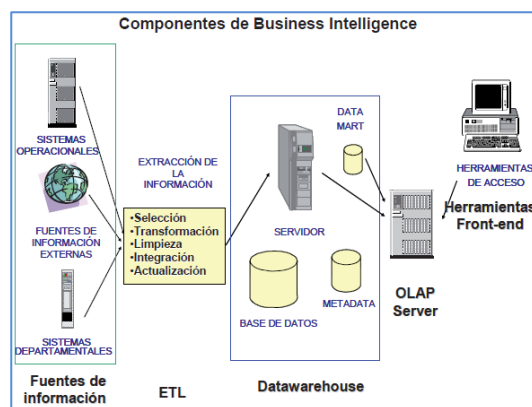 Componentes de Business Intelligence
SISTEMAS
OPERACIONALES
FUENTES DE
INFORMACIÓN
EXTERNAS
SISTEMAS
DEPARTAMENTALES
Fuentes de
información
EXTRACCIÓN DE
LA
INFORMACIÓN
•Selección
•Transformación
•Limpieza
•Integración
•Actualización
ETL
DATA
MART
SERVIDOR
BASE DE DATOS
METADATA
Datawarehouse
OLAP
Server
HERRAMIENTAS
DE ACCESO
Herramientas
Front-end